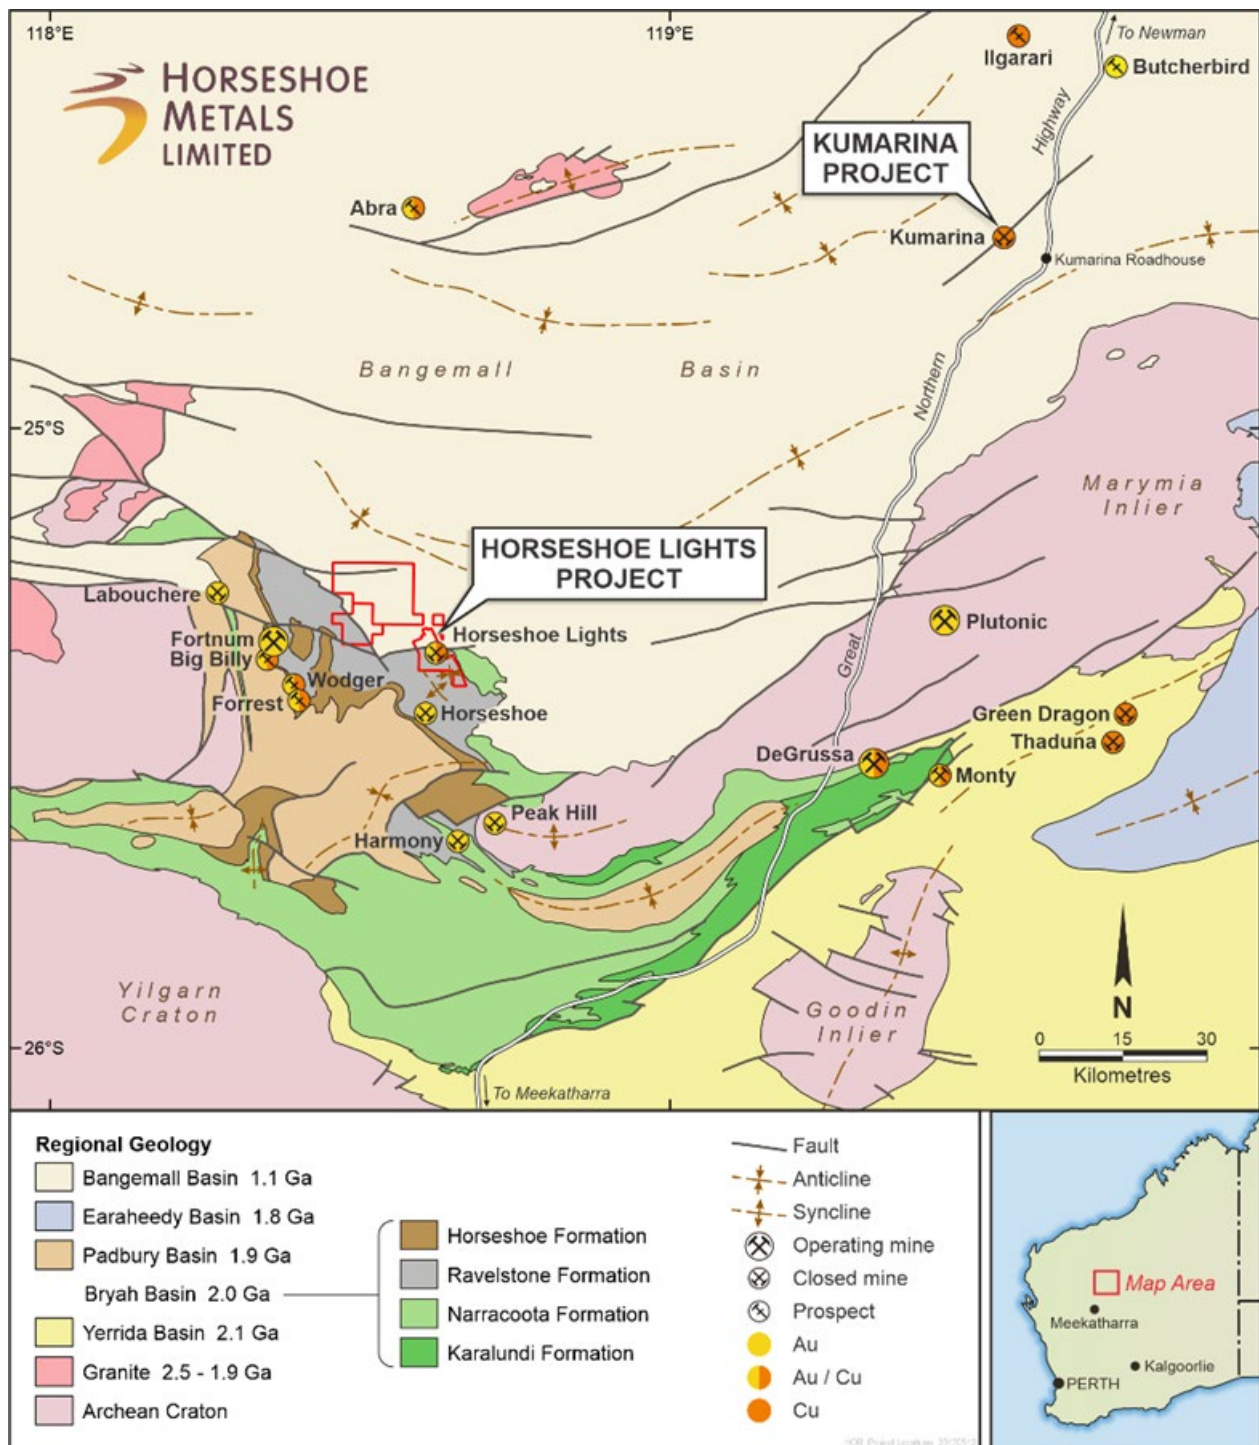 118°E
119°E
HORSESHOE
METALS
LIMITED
To Newman
Ilgarari
Butcherbird
Highway
KUMARINA
PROJECT
Abra
Kumarina
Kumarina Roadhouse
Bangemall Basin
Northern
25°S
Marymia
Inlier
HORSESHOE LIGHTS
PROJECT
Labouchere
Fortnum
Horseshoe Lights
Plutonic
Big Billy
Great
Wodger
Forrest
Horseshoe
Green Dragon
Thaduna
DeGrussa
Monty
Peak Hill
Harmony
Yilgarn
Craton
Goodin
Inlier
N
26°S
0 15 30
Kilometres
To Meekatharra
Regional Geology
Bangemall Basin 1.1 Ga
Earaheedy Basin 1.8 Ga
Padbury Basin 1.9 Ga
Bryah Basin 2.0 Ga
Yerrida Basin 2.1 Ga
Granite 2.5 - 1.9 Ga
Archean Craton
Horseshoe Formation
Ravelstone Formation
Narracoota Formation
Karalundi Formation
Fault
Anticline
Syncline
Operating mine
Closed mine
Prospect
Au
Au / Cu
Cu
Map Area
Meekatharra
Kalgoorlie
PERTH